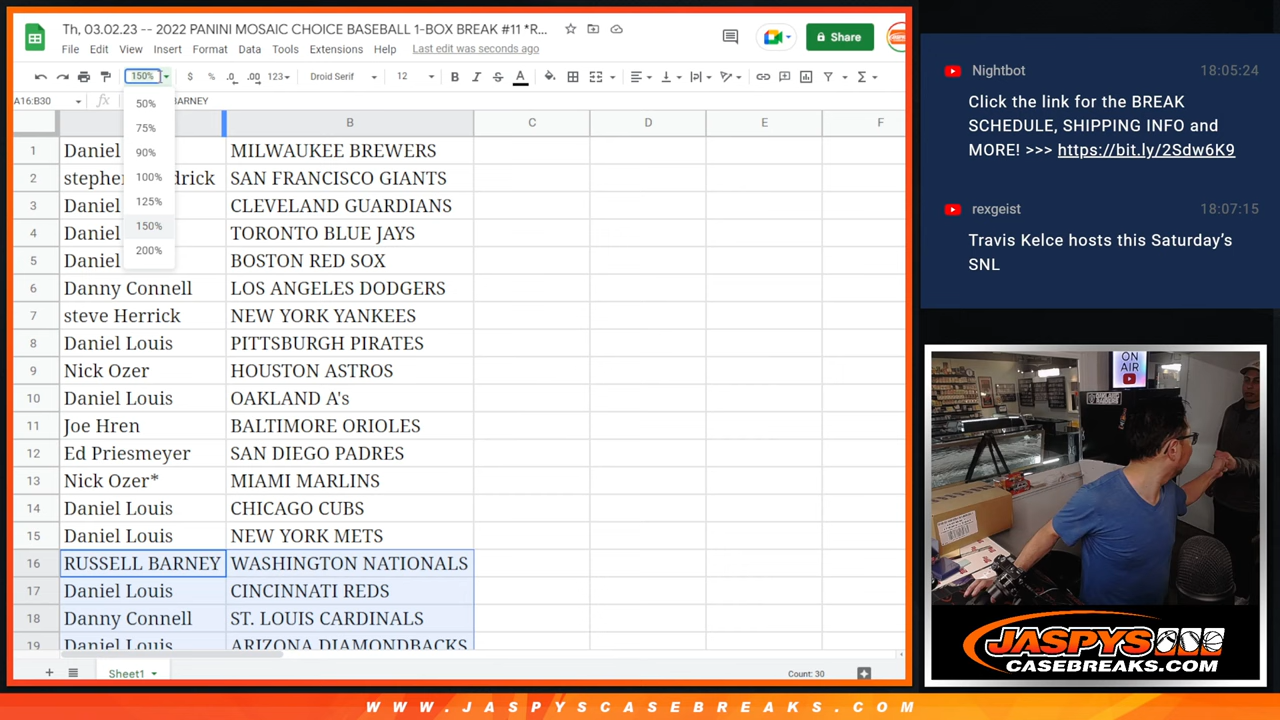 Th, 03.02.23 -- 2022 PANINI MOSAIC CHOICE BASEBALL 1-BOX BREAK #11 *R
File Edit View Insert Format Data Tools Extensions Help Last edit was seconds ago
Share
150% $ % .0 .00 123 Droid Serif 12 B I S A
A16:B30 fx BARNEY
50%
75%
90%
100%
125%
150%
200%
B C D E F
1 Daniel MILWAUKEE BREWERS
2 stephe drick SAN FRANCISCO GIANTS
3 Daniel CLEVELAND GUARDIANS
4 Daniel TORONTO BLUE JAYS
5 Daniel BOSTON RED SOX
6 Danny Connell LOS ANGELES DODGERS
7 steve Herrick NEW YORK YANKEES
8 Daniel Louis PITTSBURGH PIRATES
9 Nick Ozer HOUSTON ASTROS
10 Daniel Louis OAKLAND A's
11 Joe Hren BALTIMORE ORIOLES
12 Ed Priesmeyer SAN DIEGO PADRES
13 Nick Ozer* MIAMI MARLINS
14 Daniel Louis CHICAGO CUBS
15 Daniel Louis NEW YORK METS
16 RUSSELL BARNEY WASHINGTON NATIONALS
17 Daniel Louis CINCINNATI REDS
18 Danny Connell ST. LOUIS CARDINALS
19 Daniel Louis ARIZONA DIAMONDBACKS
Sheet1
Count: 30
Nightbot 18:05:24
Click the link for the BREAK
SCHEDULE, SHIPPING INFO and
MORE! >>> https://bit.ly/2Sdw6K9
rexgeist 18:07:15
Travis Kelce hosts this Saturday's
SNL
ON
AIR
JASPYS
CASEBREAKS.COM
WWW.JASPYSCASEBREAKS.COM